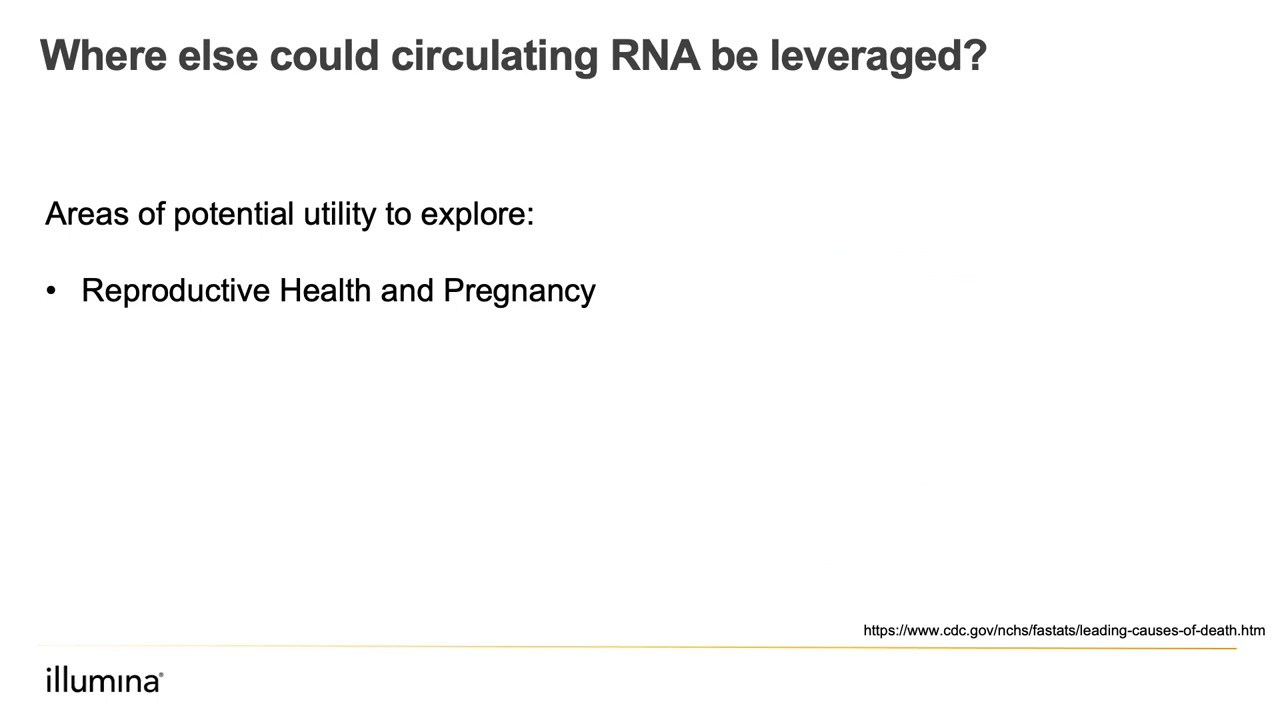 Where else could circulating RNA be leveraged?
Areas of potential utility to explore:
• Reproductive Health and Pregnancy
https://www.cdc.gov/nchs/fastats/leading-causes-of-death.htm
illumina®